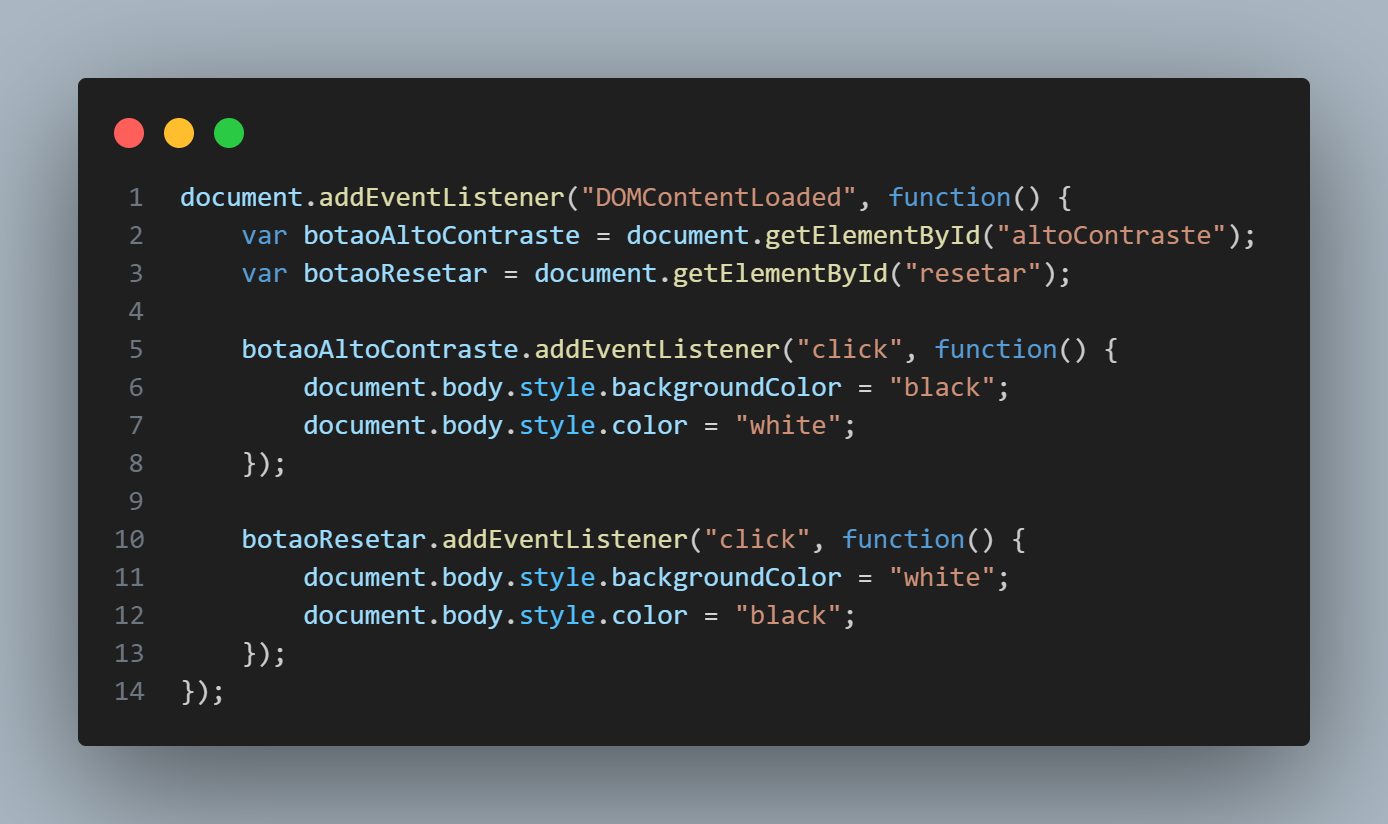 1 document.addEventListener("DOMContentLoaded", function() {
2     var botaoAltoContraste = document.getElementById("altoContraste");
3     var botaoResetar = document.getElementById("resetar");
4
5     botaoAltoContraste.addEventListener("click", function() {
6         document.body.style.backgroundColor = "black";
7         document.body.style.color = "white";
8     });
9
10     botaoResetar.addEventListener("click", function() {
11         document.body.style.backgroundColor = "white";
12         document.body.style.color = "black";
13     });
14 });